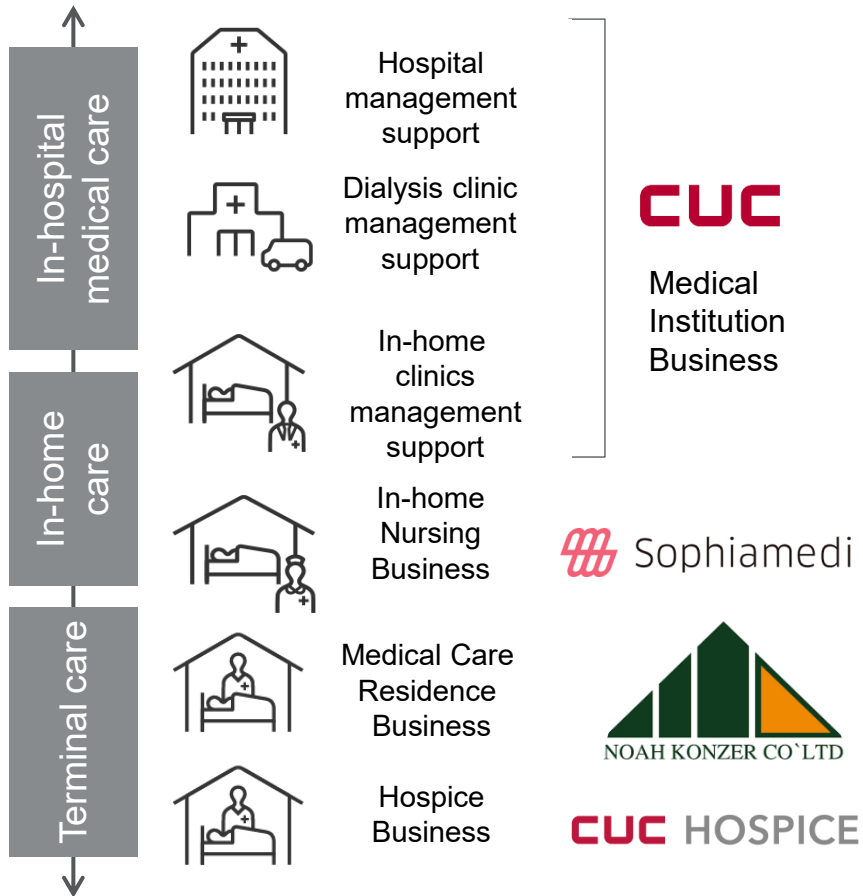 In-hospital
medical care
Hospital
management
support
Dialysis clinic
management
support
In-home
clinics
management
support
CUC
Medical
Institution
Business
In-home
care
In-home
Nursing
Business
Sophiamedi
Terminal care
Medical Care
Residence
Business
NOAH KONZER CO`LTD
Hospice
Business
CUC HOSPICE